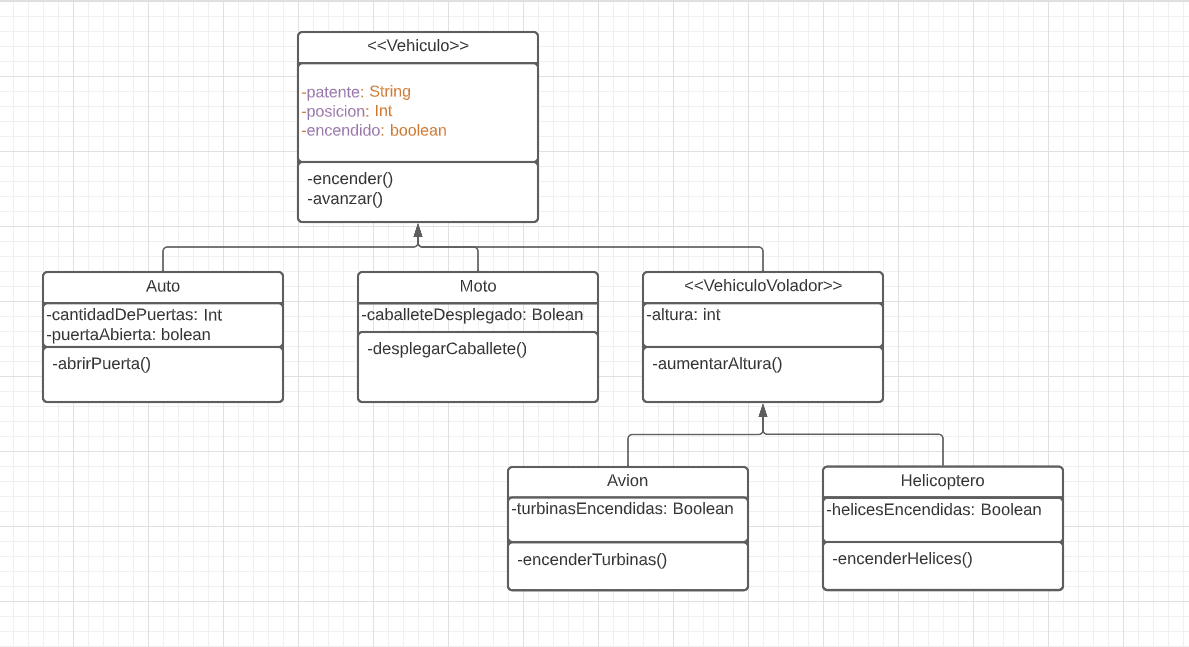 <<Vehiculo>>
-patente: String
-posicion: Int
-encendido: boolean
-encender()
-avanzar()
Auto
-cantidadDePuertas: Int
-puertaAbierta: bolean
-abrirPuerta()
Moto
-caballeteDesplegado: Bolean
-desplegarCaballete()
<<VehiculoVolador>>
-altura: int
-aumentarAltura()
Avion
-turbinasEncendidas: Boolean
-encenderTurbinas()
Helicoptero
-helicesEncendidas: Boolean
-encenderHelices()